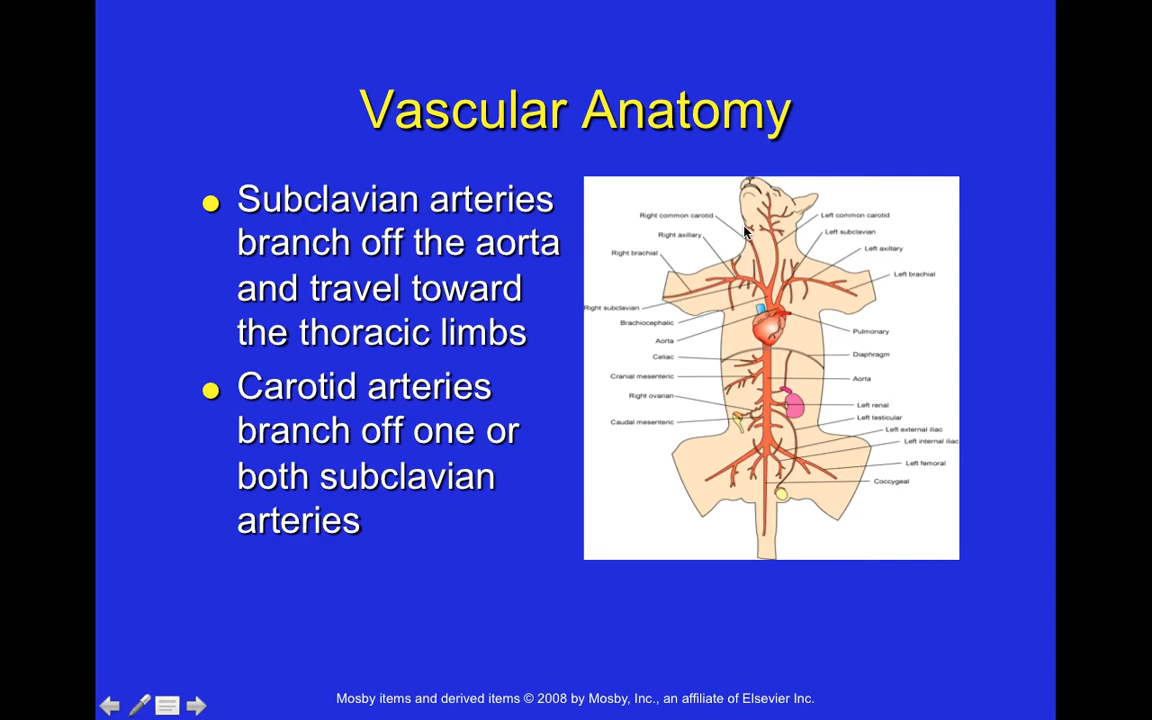 Vascular Anatomy
Subclavian arteries
branch off the aorta
and travel toward
the thoracic limbs
Carotid arteries
branch off one or
both subclavian
arteries
Right common carotid
Right axillary
Right brachial
Right subclavian
Brachiocephalic
Aorta
Celiac
Cranial mesenteric
Right ovarian
Caudal mesenteric
Left common carotid
Left subclavian
Left axillary
Left brachial
Pulmonary
Diaphragm
Aorta
Left renal
Left testicular
Left external iliac
Left internal iliac
Left femoral
Coccygeal
Mosby items and derived items © 2008 by Mosby, Inc., an affiliate of Elsevier Inc.